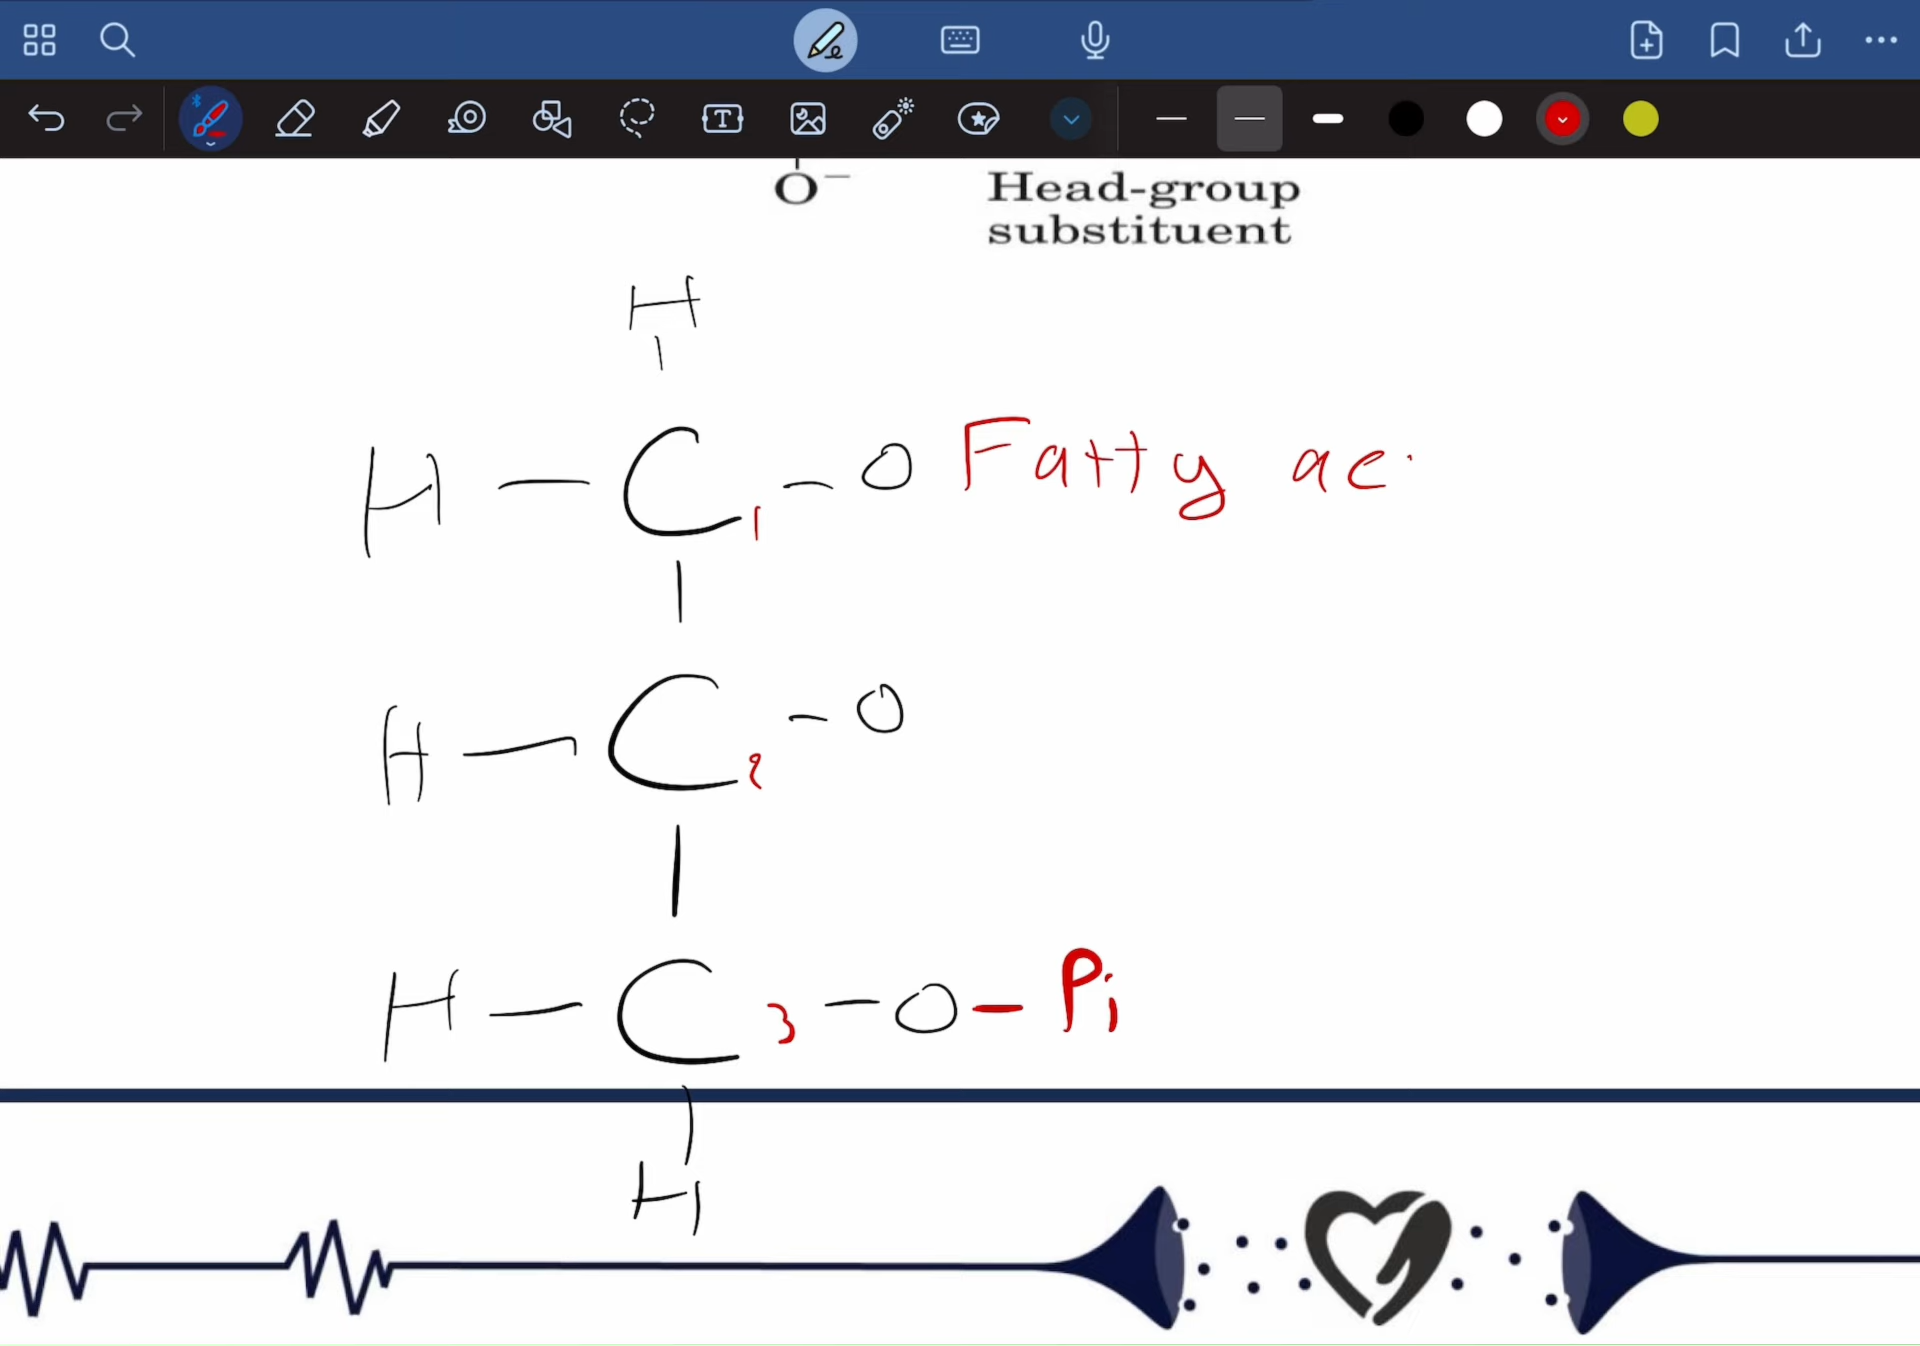 O⁻ Head-group
substituent
H
H — C1 - O Fatty ac
H — C2 - O
H — C3 - O - Pi
H